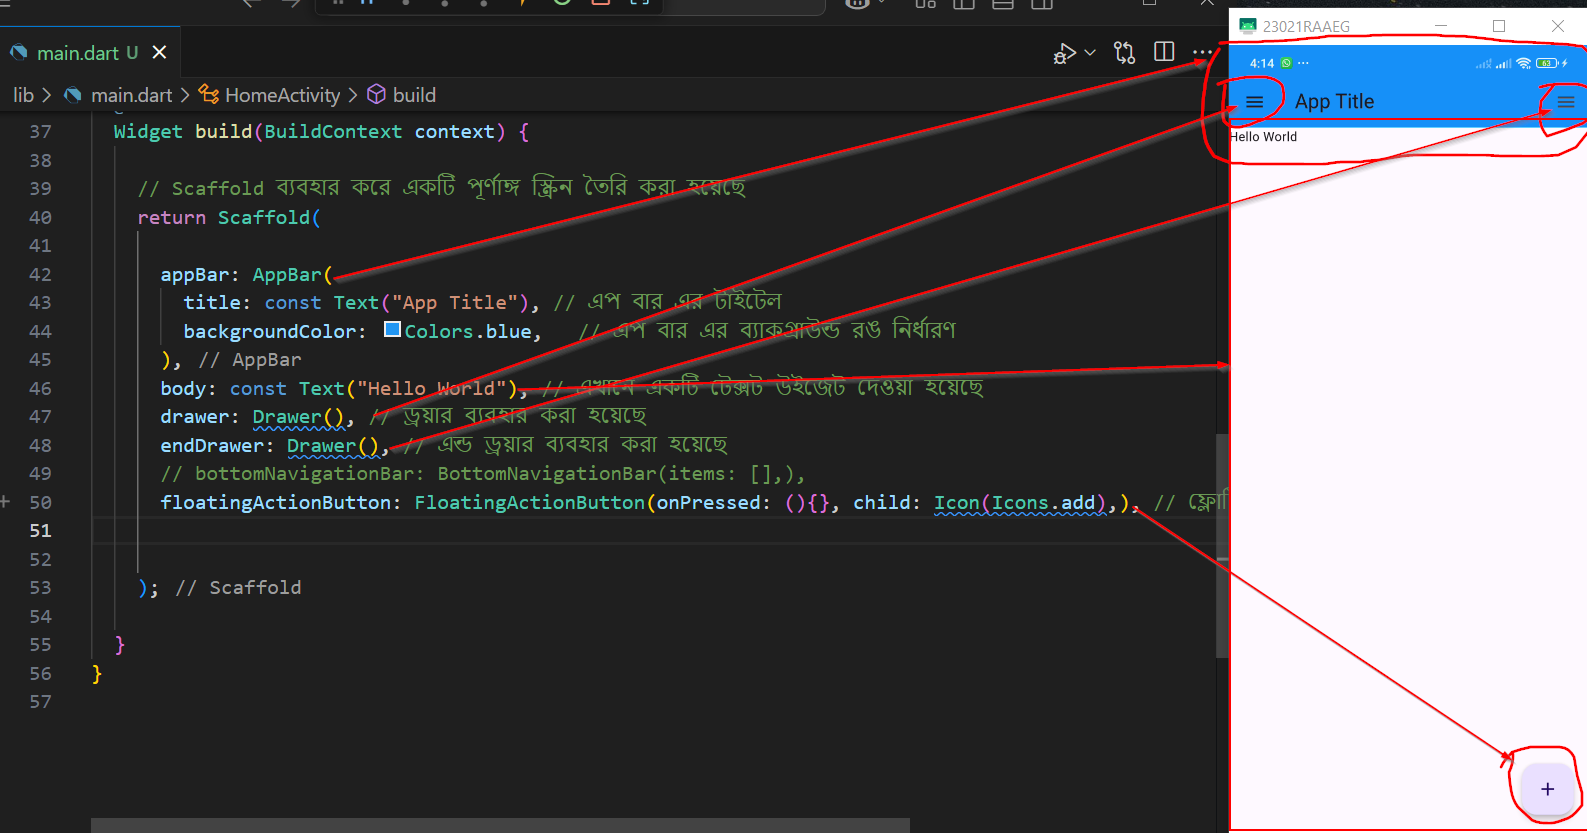 main.dart U
lib > main.dart > HomeActivity > build
37 Widget build(BuildContext context) {
38
39 // Scaffold ব্যবহার করে একটি পূর্ণাঙ্গ স্ক্রিন তৈরি করা হয়েছে
40 return Scaffold(
41
42 appBar: AppBar(
43 title: const Text("App Title"), // এপ বার এর টাইটেল
44 backgroundColor: Colors.blue, // এপ বার এর ব্যাকগ্রাউন্ড রঙ নির্ধারণ
45 ), // AppBar
46 body: const Text("Hello World"), // এখানে একটি টেক্সট উইজেট দেওয়া হয়েছে
47 drawer: Drawer(), // ড্রয়ার ব্যবহার করা হয়েছে
48 endDrawer: Drawer(), // এন্ড ড্রয়ার ব্যবহার করা হয়েছে
49 // bottomNavigationBar: BottomNavigationBar(items: [],),
50 floatingActionButton: FloatingActionButton(onPressed: (){}, child: Icon(Icons.add),), //
51
52
53 ); // Scaffold
54
55 }
56 }
57
23021RAAEG
4:14
63
App Title
Hello World
+